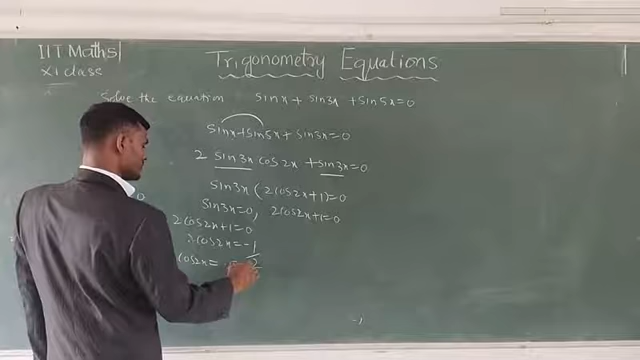 IIT Maths
XI clase
Trigonometry Equations
Solve the equation sinx + sin3x + sin5x=0
sinx+sin5x+sin3x=0
2 sin3x cos2x + sin3x=0
sin3x (2cos2x+1)=0
sin3x=0, 2cos2x+1=0
2cos2x+1=0
2cos2x=-1
cos2x=